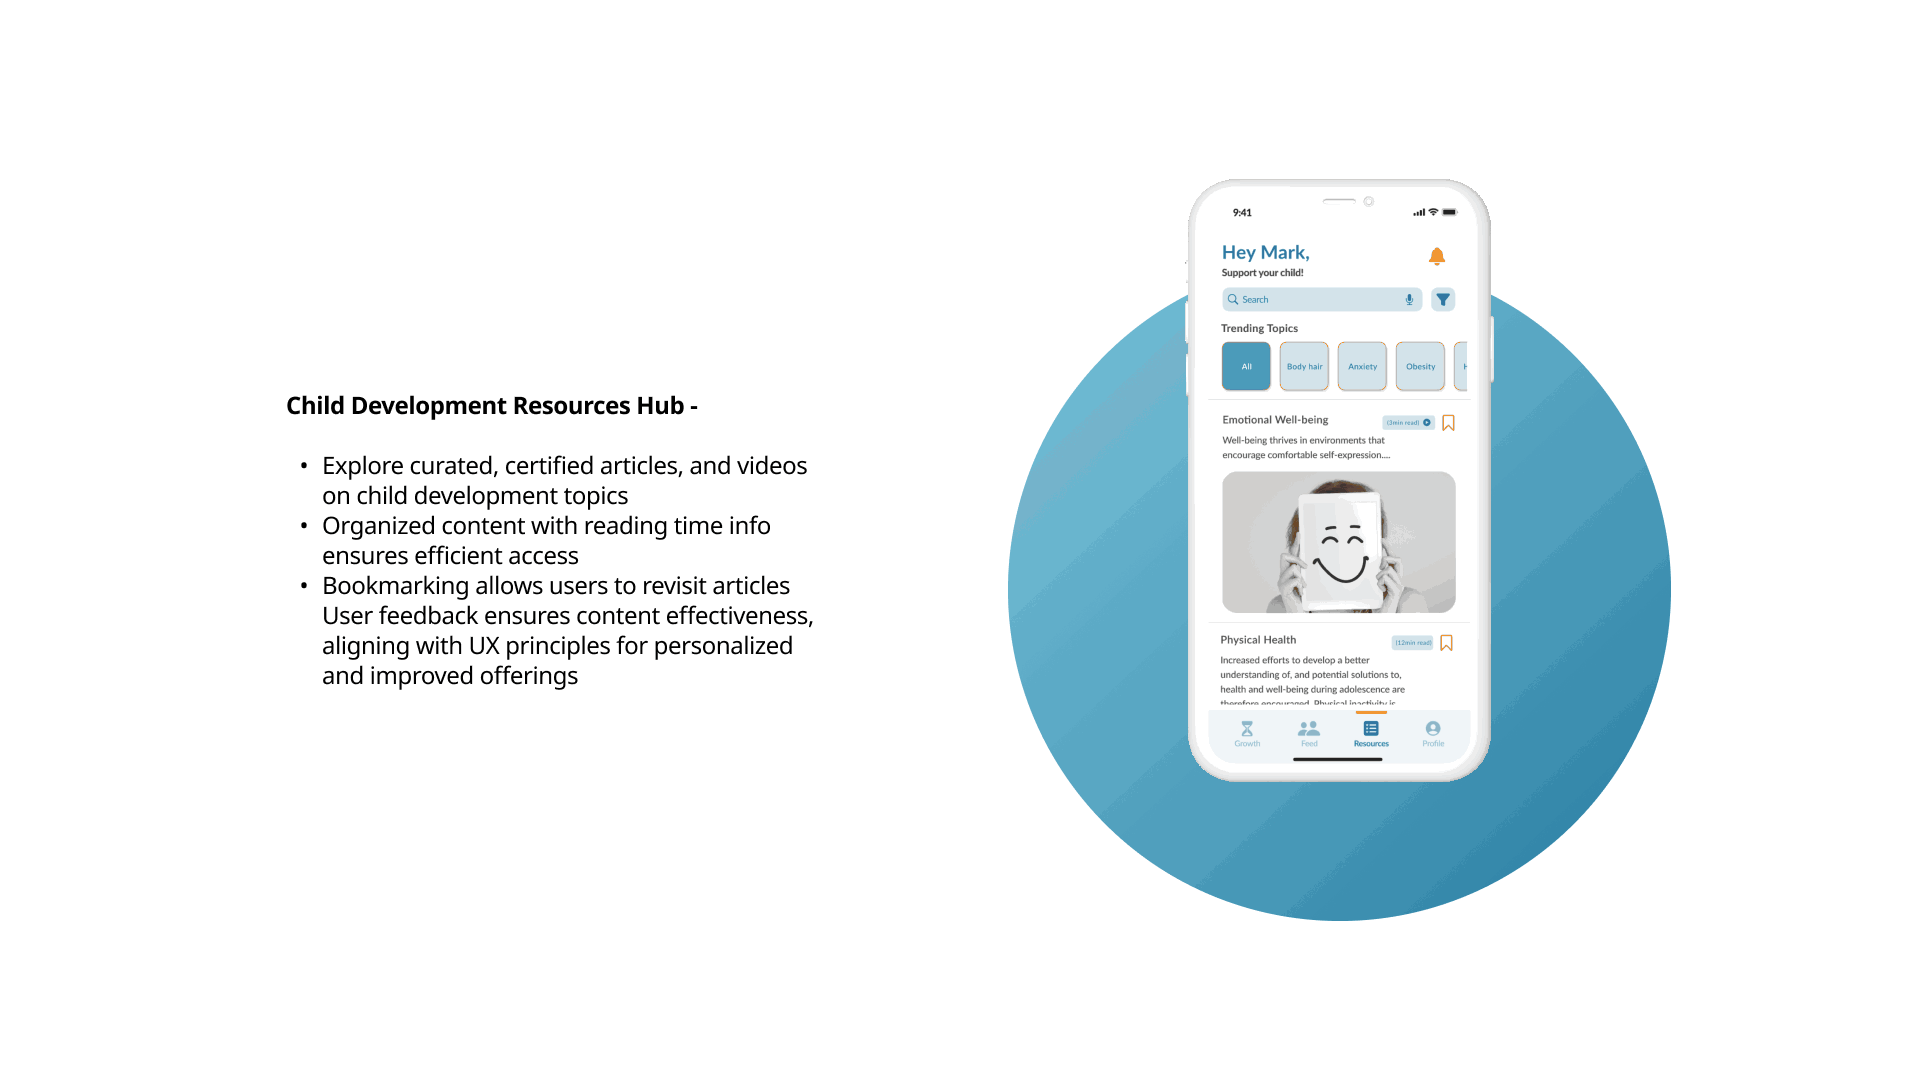 Child Development Resources Hub -
• Explore curated, certified articles, and videos
on child development topics
• Organized content with reading time info
ensures efficient access
• Bookmarking allows users to revisit articles
User feedback ensures content effectiveness,
aligning with UX principles for personalized
and improved offerings
9:41
Hey Mark,
Support your child!
Search
Trending Topics
All
Body hair
Anxiety
Obesity
Emotional Well-being
(3min read)
Well-being thrives in environments that
encourage comfortable self-expression....
Physical Health
(12min read)
Increased efforts to develop a better
understanding of, and potential solutions to,
health and well-being during adolescence are
therefore encouraged. Physical inactivity is
Growth
Feed
Resources
Profile